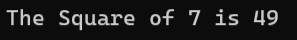 The Square of 7 is 49